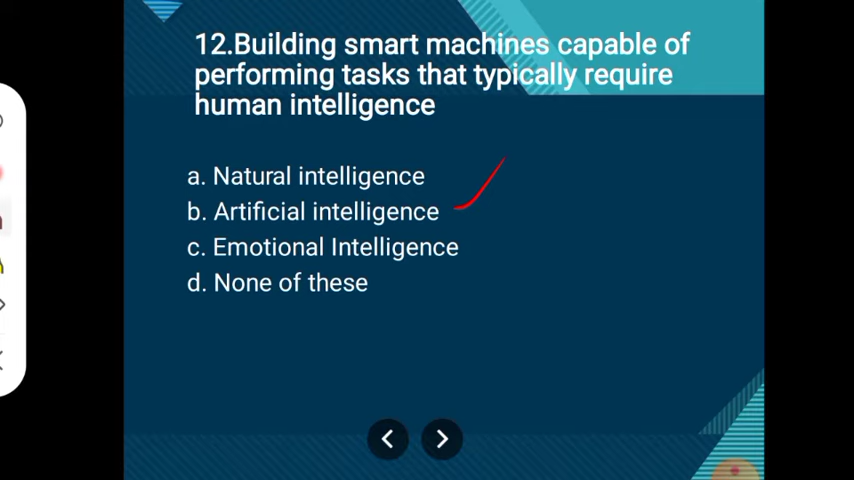 12.Building smart machines capable of
performing tasks that typically require
human intelligence
a. Natural intelligence
b. Artificial intelligence
c. Emotional Intelligence
d. None of these